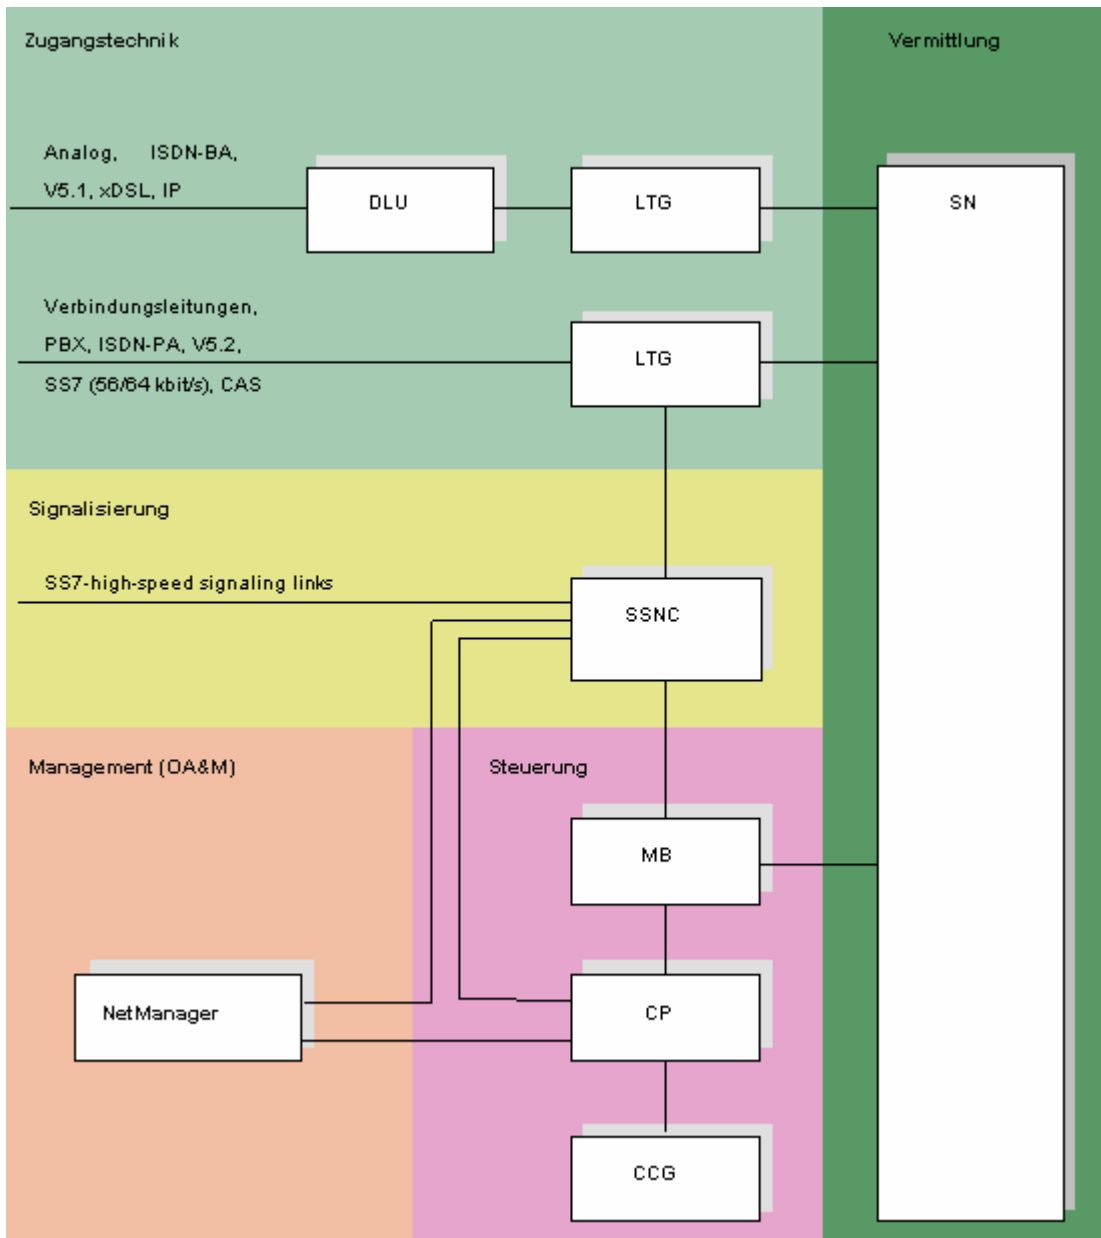 Zugangstechnik
Vermittlung
Analog, ISDN-BA,
V5.1, xDSL, IP
DLU
LTG
SN
Verbindungsleitungen,
PBX, ISDN-PA, V5.2,
SS7 (56/64 kbit/s), CAS
LTG
Signalisierung
SS7-high-speed signaling links
SSNC
Management (OA&M)
Steuerung
MB
NetManager
CP
CCG